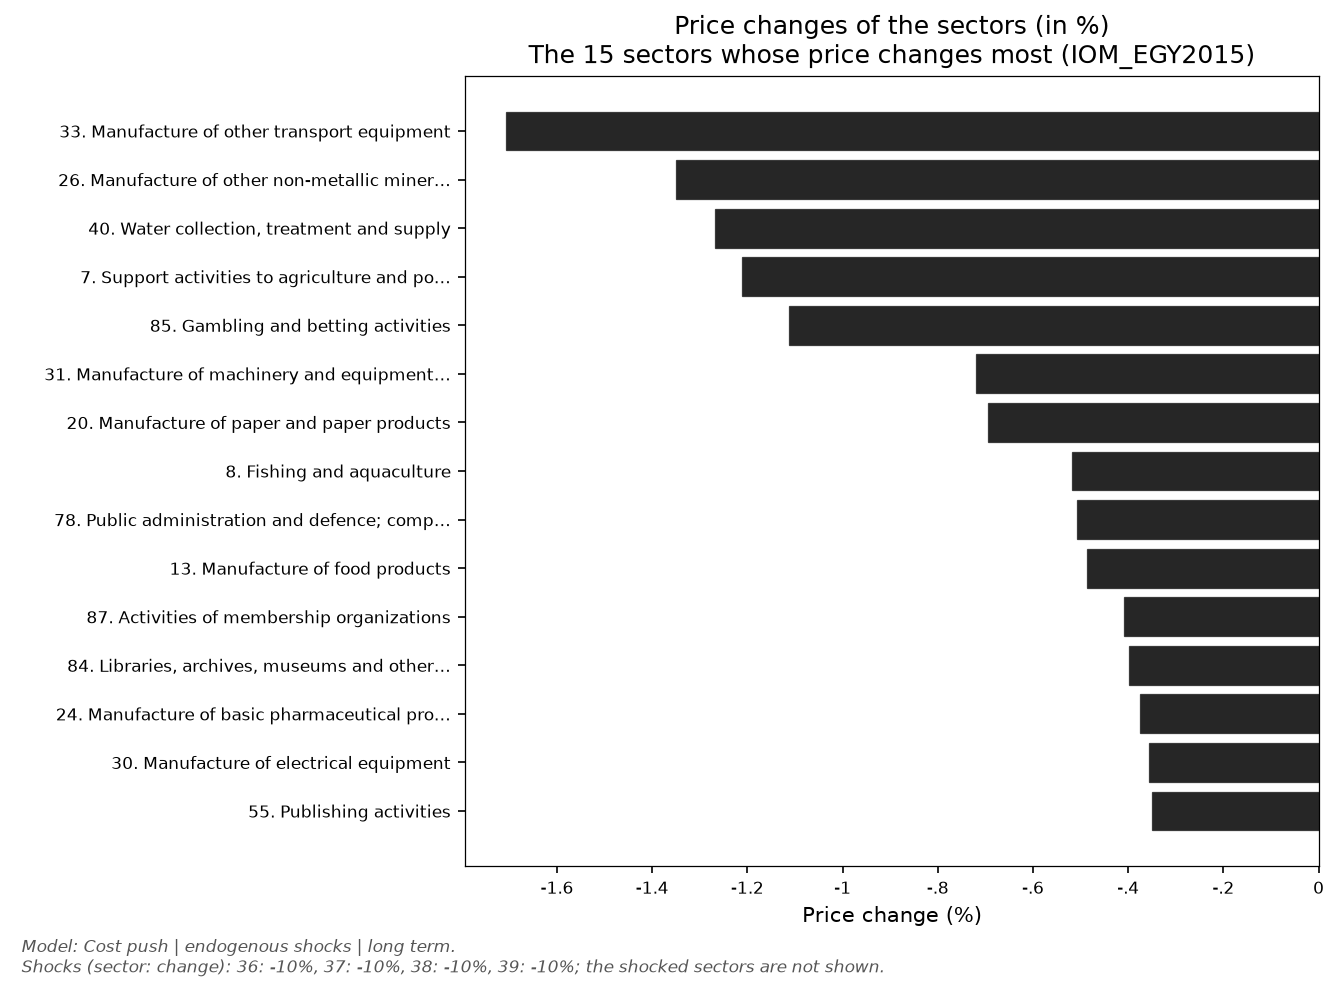 Price changes of the sectors (in %)
The 15 sectors whose price changes most (IOM_EGY2015)
33. Manufacture of other transport equipment
26. Manufacture of other non-metallic miner...
40. Water collection, treatment and supply
7. Support activities to agriculture and po...
85. Gambling and betting activities
31. Manufacture of machinery and equipment...
20. Manufacture of paper and paper products
8. Fishing and aquaculture
78. Public administration and defence; comp...
13. Manufacture of food products
87. Activities of membership organizations
84. Libraries, archives, museums and other...
24. Manufacture of basic pharmaceutical pro...
30. Manufacture of electrical equipment
55. Publishing activities
-1.6 -1.4 -1.2 -1 -.8 -.6 -.4 -.2 0
Price change (%)
Model: Cost push | endogenous shocks | long term.
Shocks (sector: change): 36: -10%, 37: -10%, 38: -10%, 39: -10%; the shocked sectors are not shown.